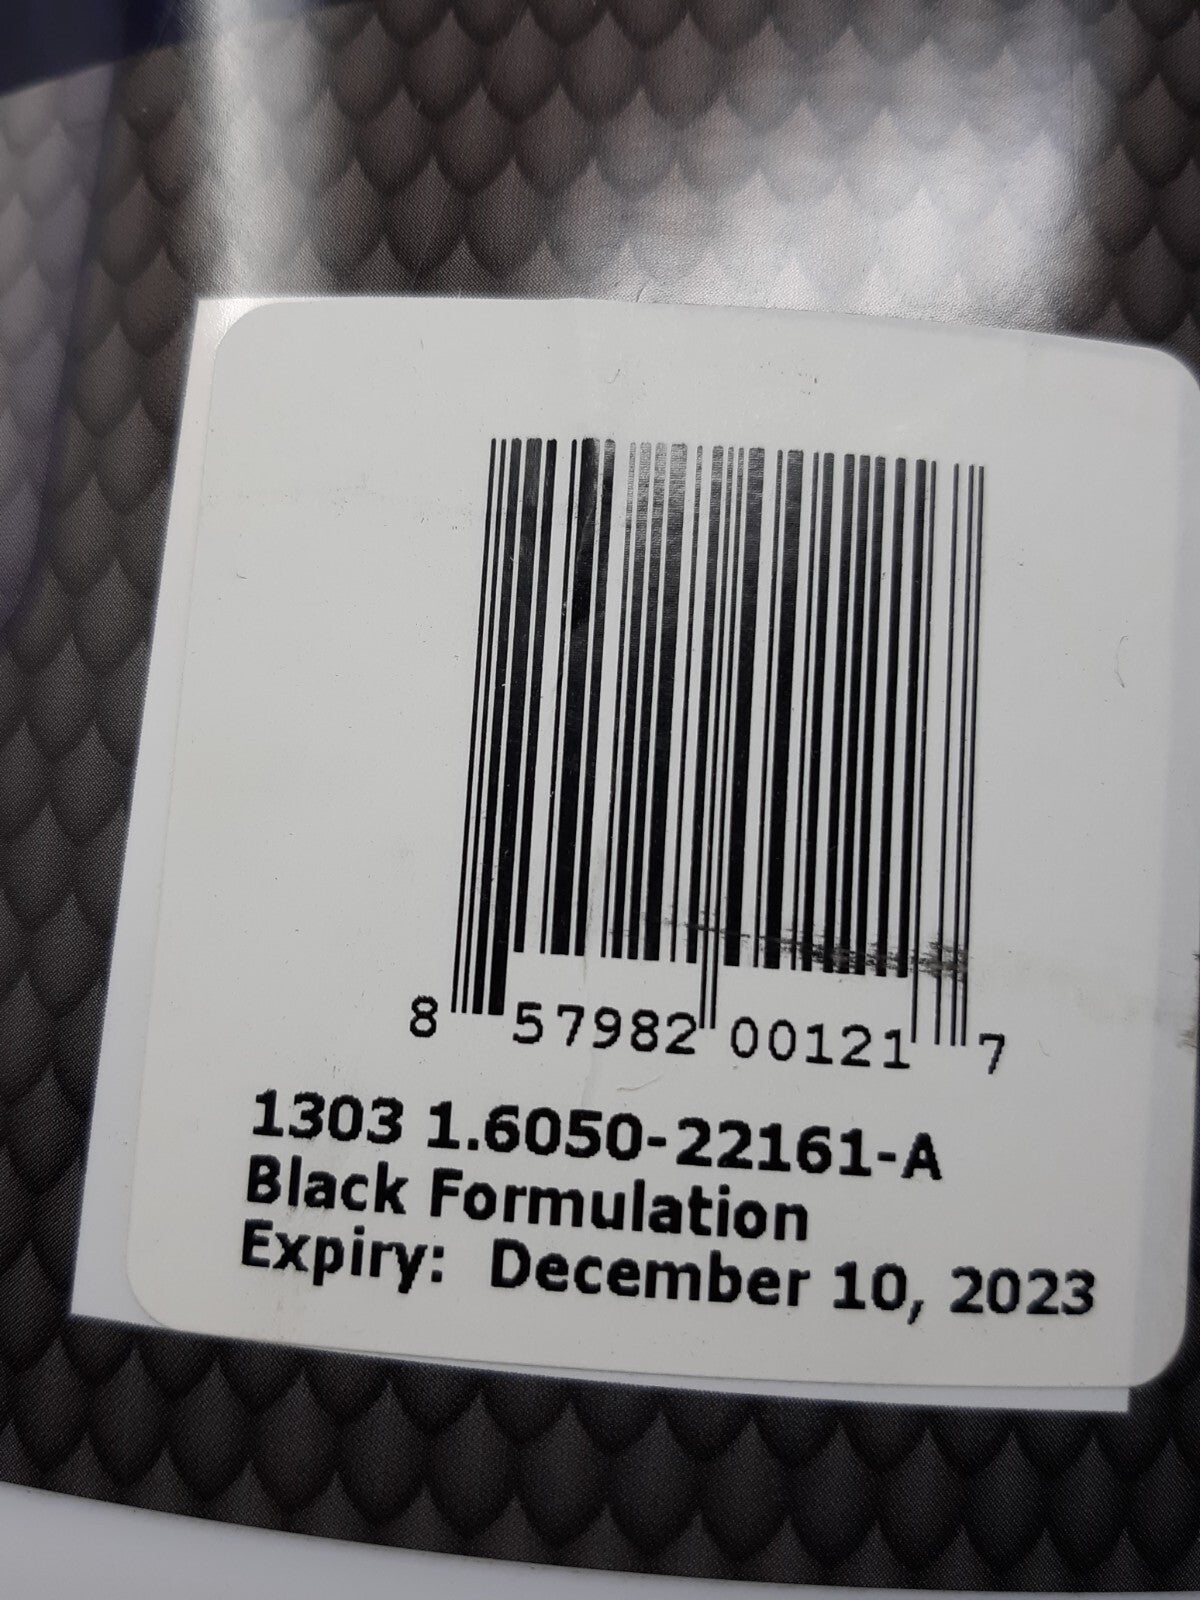 8 57982 00121 7
1303 1.6050-22161-A
Black Formulation
Expiry: December 10, 2023